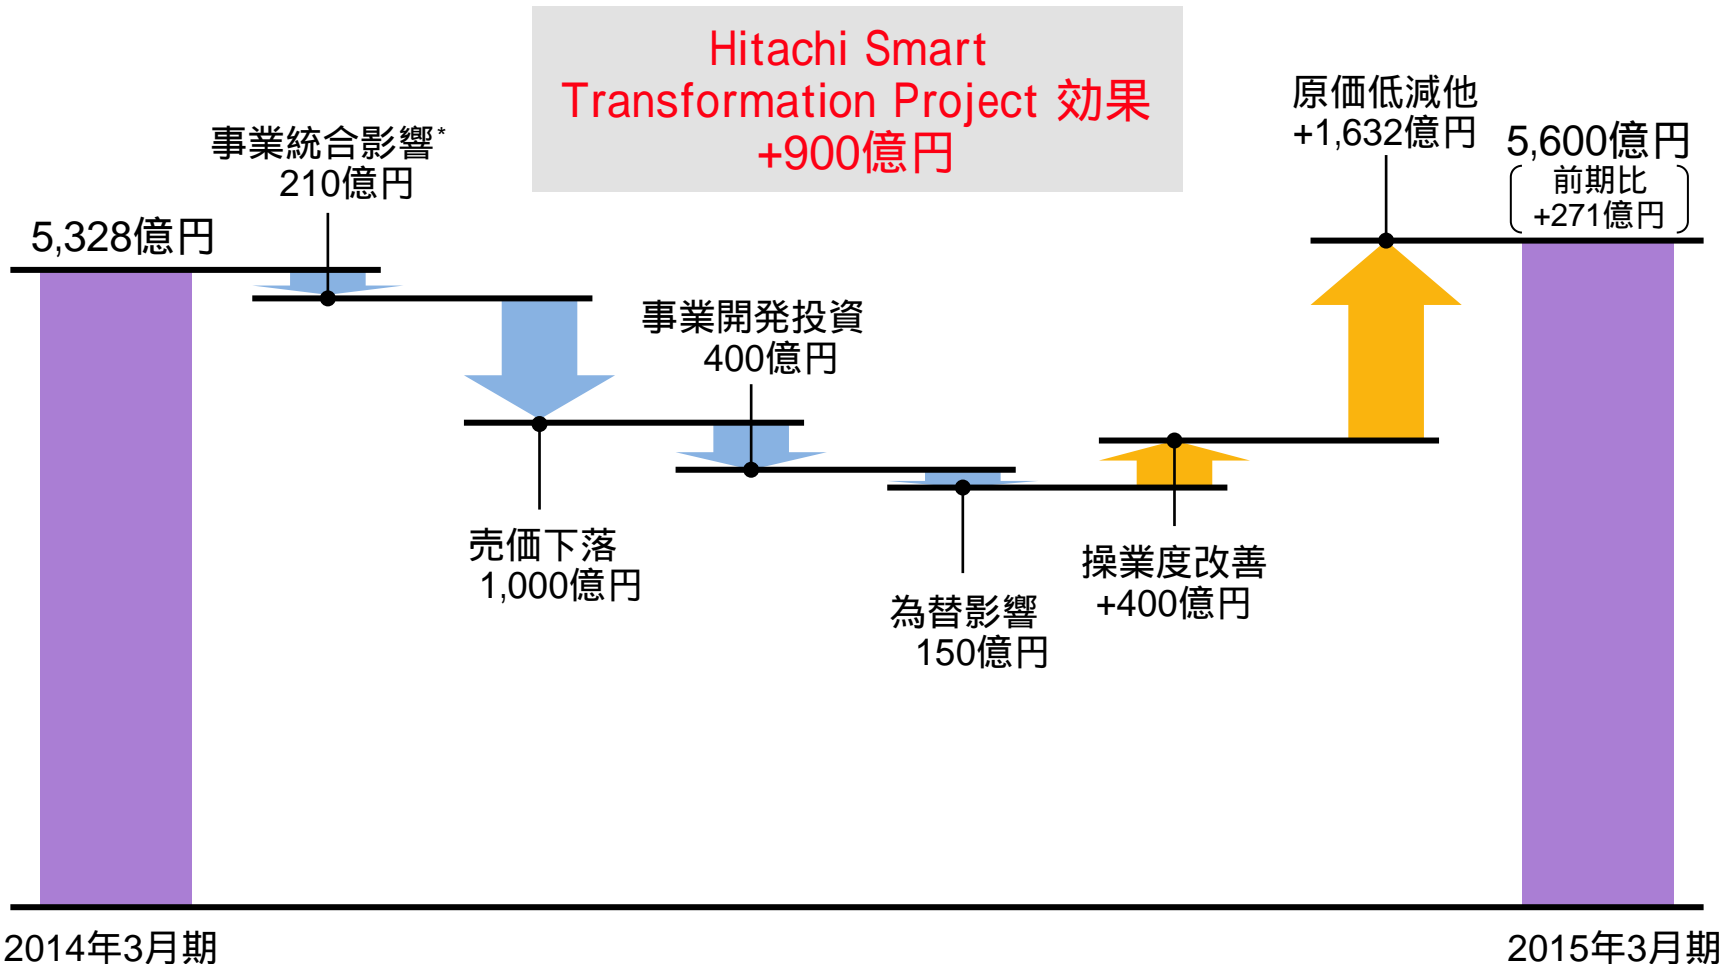 Hitachi Smart
Transformation Project 効果
+900億円
事業統合影響*
210億円
5,328億円
売価下落
1,000億円
事業開発投資
400億円
為替影響
150億円
操業度改善
+400億円
原価低減他
+1,632億円
5,600億円
前期比
+271億円
2014年3月期
2015年3月期